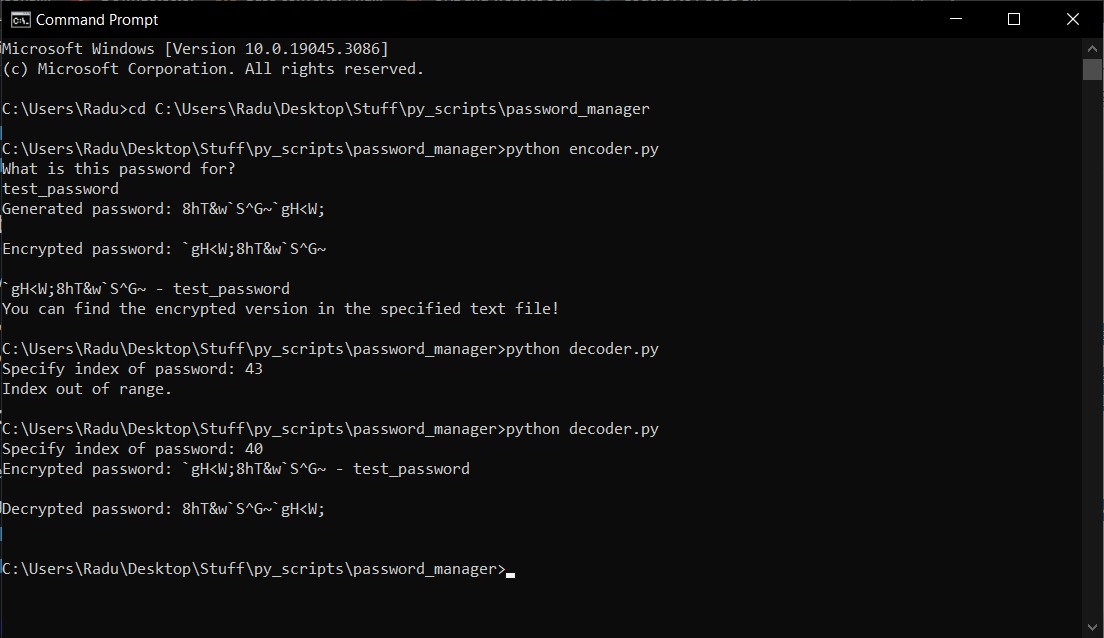 Command Prompt
Microsoft Windows [Version 10.0.19045.3086]
(c) Microsoft Corporation. All rights reserved.
C:\Users\Radu>cd C:\Users\Radu\Desktop\Stuff\py_scripts\password_manager
C:\Users\Radu\Desktop\Stuff\py_scripts\password_manager>python encoder.py
What is this password for?
test_password
Generated password: 8hT&w`S^G~`gH<W;
Encrypted password: `gH<W;8hT&w`S^G~
`gH<W;8hT&w`S^G~ - test_password
You can find the encrypted version in the specified text file!
C:\Users\Radu\Desktop\Stuff\py_scripts\password_manager>python decoder.py
Specify index of password: 43
Index out of range.
C:\Users\Radu\Desktop\Stuff\py_scripts\password_manager>python decoder.py
Specify index of password: 40
Encrypted password: `gH<W;8hT&w`S^G~ - test_password
Decrypted password: 8hT&w`S^G~`gH<W;
C:\Users\Radu\Desktop\Stuff\py_scripts\password_manager>